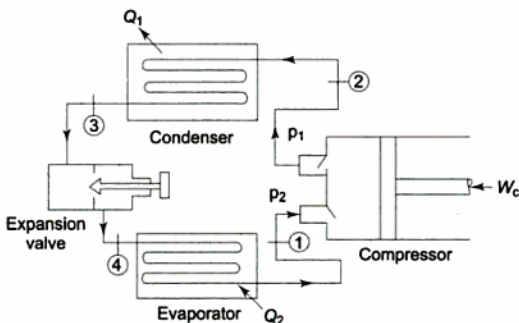 Q1
2
3
Condenser
p1
Wc
p2
Expansion
valve
1
Compressor
4
Evaporator
Q2